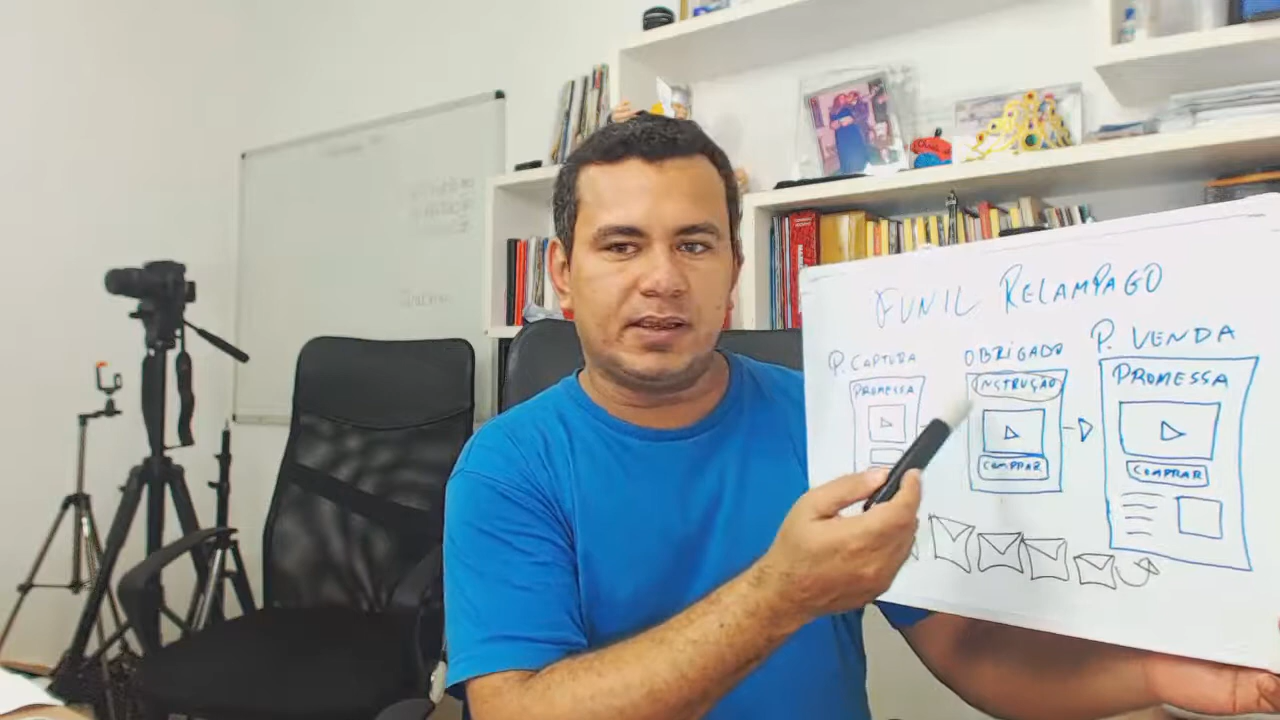 FUNIL RELAMPAGO
P. CAPTURA
PROMESSA
OBRIGADO
INSTRUÇÃO
COMPRAR
P. VENDA
PROMESSA
COMPRAR